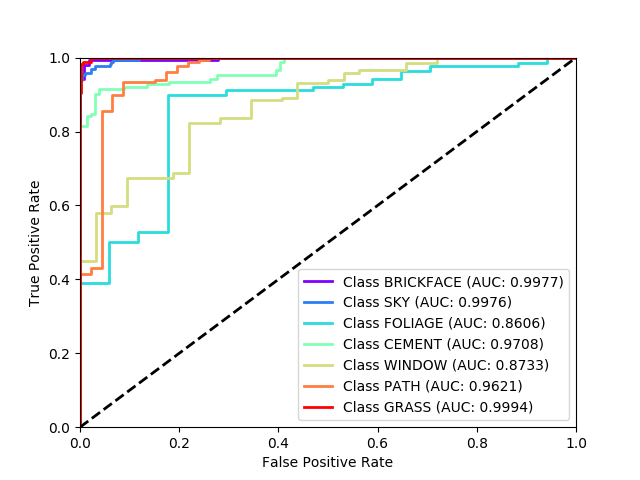 1.0
0.8
0.6
0.4
0.2
0.0
True Positive Rate
Class BRICKFACE (AUC: 0.9977)
Class SKY (AUC: 0.9976)
Class FOLIAGE (AUC: 0.8606)
Class CEMENT (AUC: 0.9708)
Class WINDOW (AUC: 0.8733)
Class PATH (AUC: 0.9621)
Class GRASS (AUC: 0.9994)
0.0 0.2 0.4 0.6 0.8 1.0
False Positive Rate